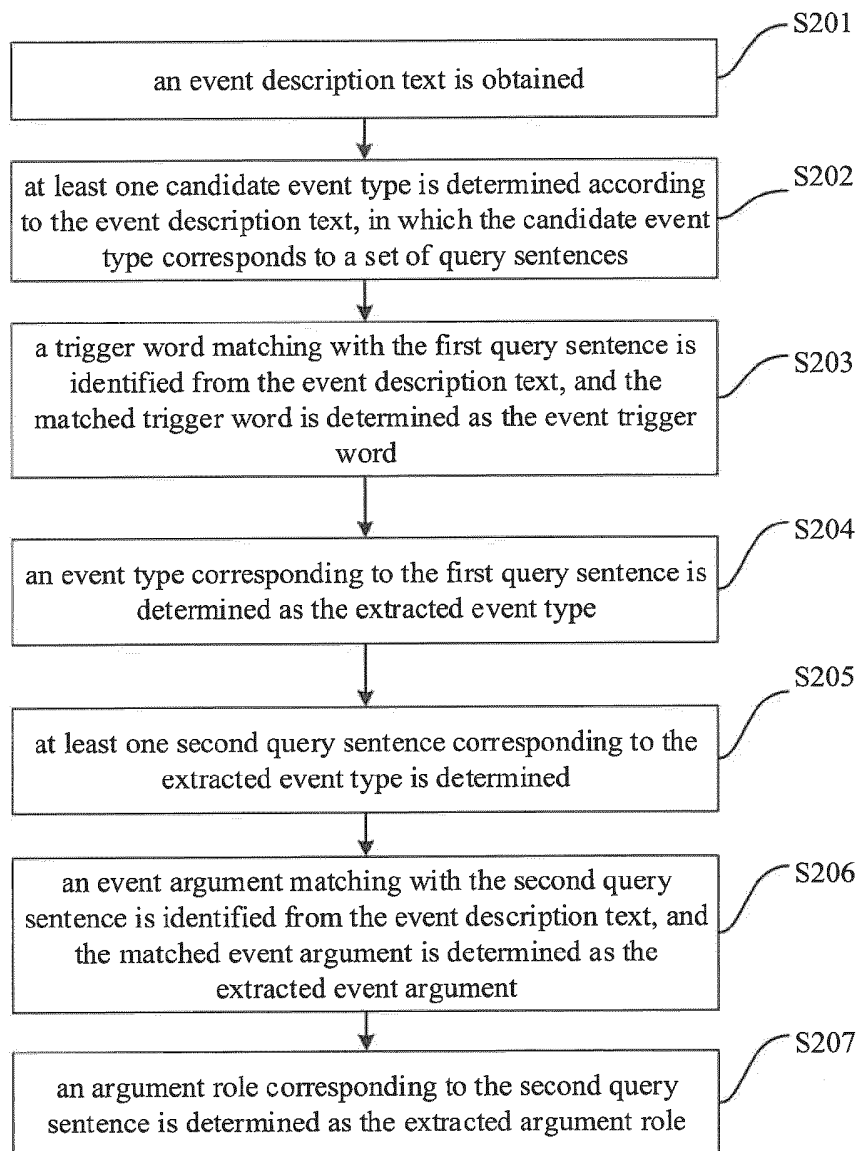 S201
an event description text is obtained
S202
at least one candidate event type is determined according
to the event description text, in which the candidate event
type corresponds to a set of query sentences
S203
a trigger word matching with the first query sentence is
identified from the event description text, and the
matched trigger word is determined as the event trigger
word
S204
an event type corresponding to the first query sentence is
determined as the extracted event type
S205
at least one second query sentence corresponding to the
extracted event type is determined
S206
an event argument matching with the second query
sentence is identified from the event description text, and
the matched event argument is determined as the
extracted event argument
S207
an argument role corresponding to the second query
sentence is determined as the extracted argument role